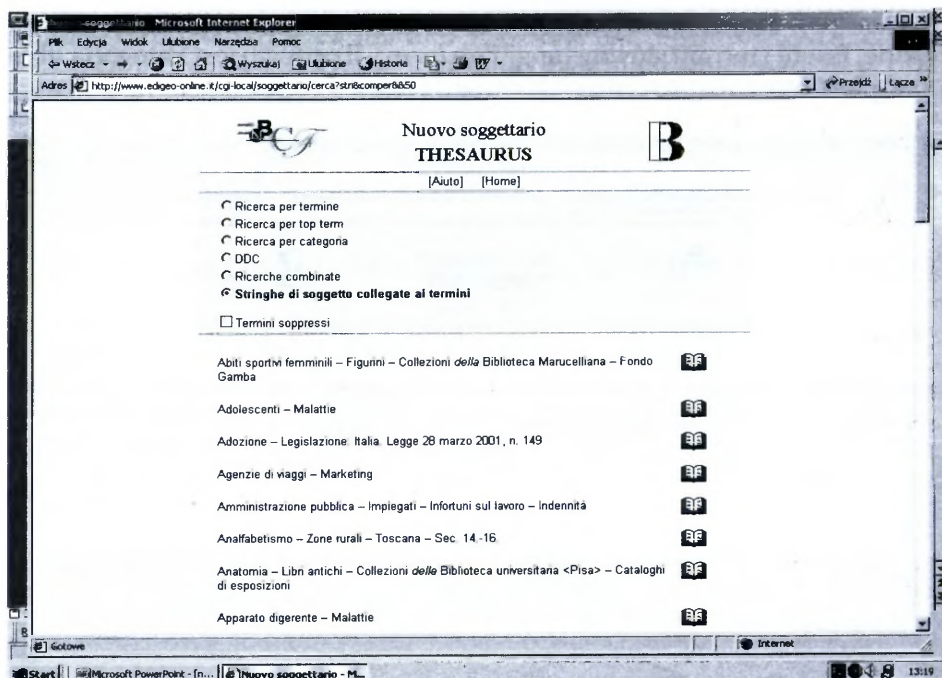 Nuovo soggettario Microsoft Internet Explorer
Plik Edycja Widok Ulubione Narzędzia Pomoc
Wstecz Wyszukaj Ulubione Historia
Adres http://www.edigeo-online.it/cgi-local/soggettario/cerca?stri&comper&&50 Przejdź Łącza »
Nuovo soggettario
THESAURUS
[Aiuto] [Home]
Ricerca per termine
Ricerca per top term
Ricerca per categoria
DDC
Ricerche combinate
Stringhe di soggetto collegate ai termini
Termini soppressi
Abiti sportivi femminili – Figurini – Collezioni della Biblioteca Marucelliana – Fondo
Gamba
Adolescenti – Malattie
Adozione – Legislazione. Italia. Legge 28 marzo 2001, n. 149
Agenzie di viaggi – Marketing
Amministrazione pubblica – Impiegati – Infortuni sul lavoro – Indennità
Analfabetismo – Zone rurali – Toscana – Sec. 14.-16.
Anatomia – Libri antichi – Collezioni della Biblioteca universitaria <Pisa> – Cataloghi
di esposizioni
Apparato digerente – Malattie
Gotowe Internet
Start Microsoft PowerPoint - [n... Nuovo soggettario - M... 13:19